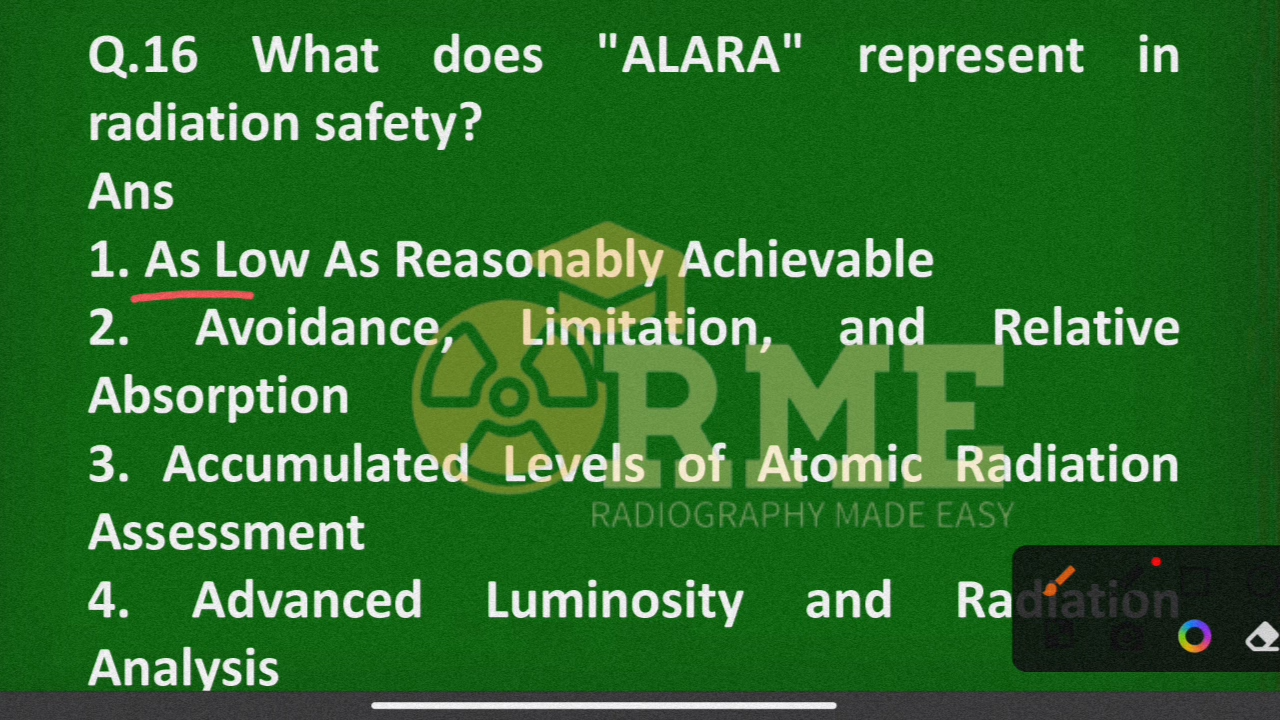 Q.16 What does "ALARA" represent in
radiation safety?
Ans
1. As Low As Reasonably Achievable
2. Avoidance, Limitation, and Relative
Absorption
3. Accumulated Levels of Atomic Radiation
Assessment
4. Advanced Luminosity and Radiation
Analysis
RME
RADIOGRAPHY MADE EASY